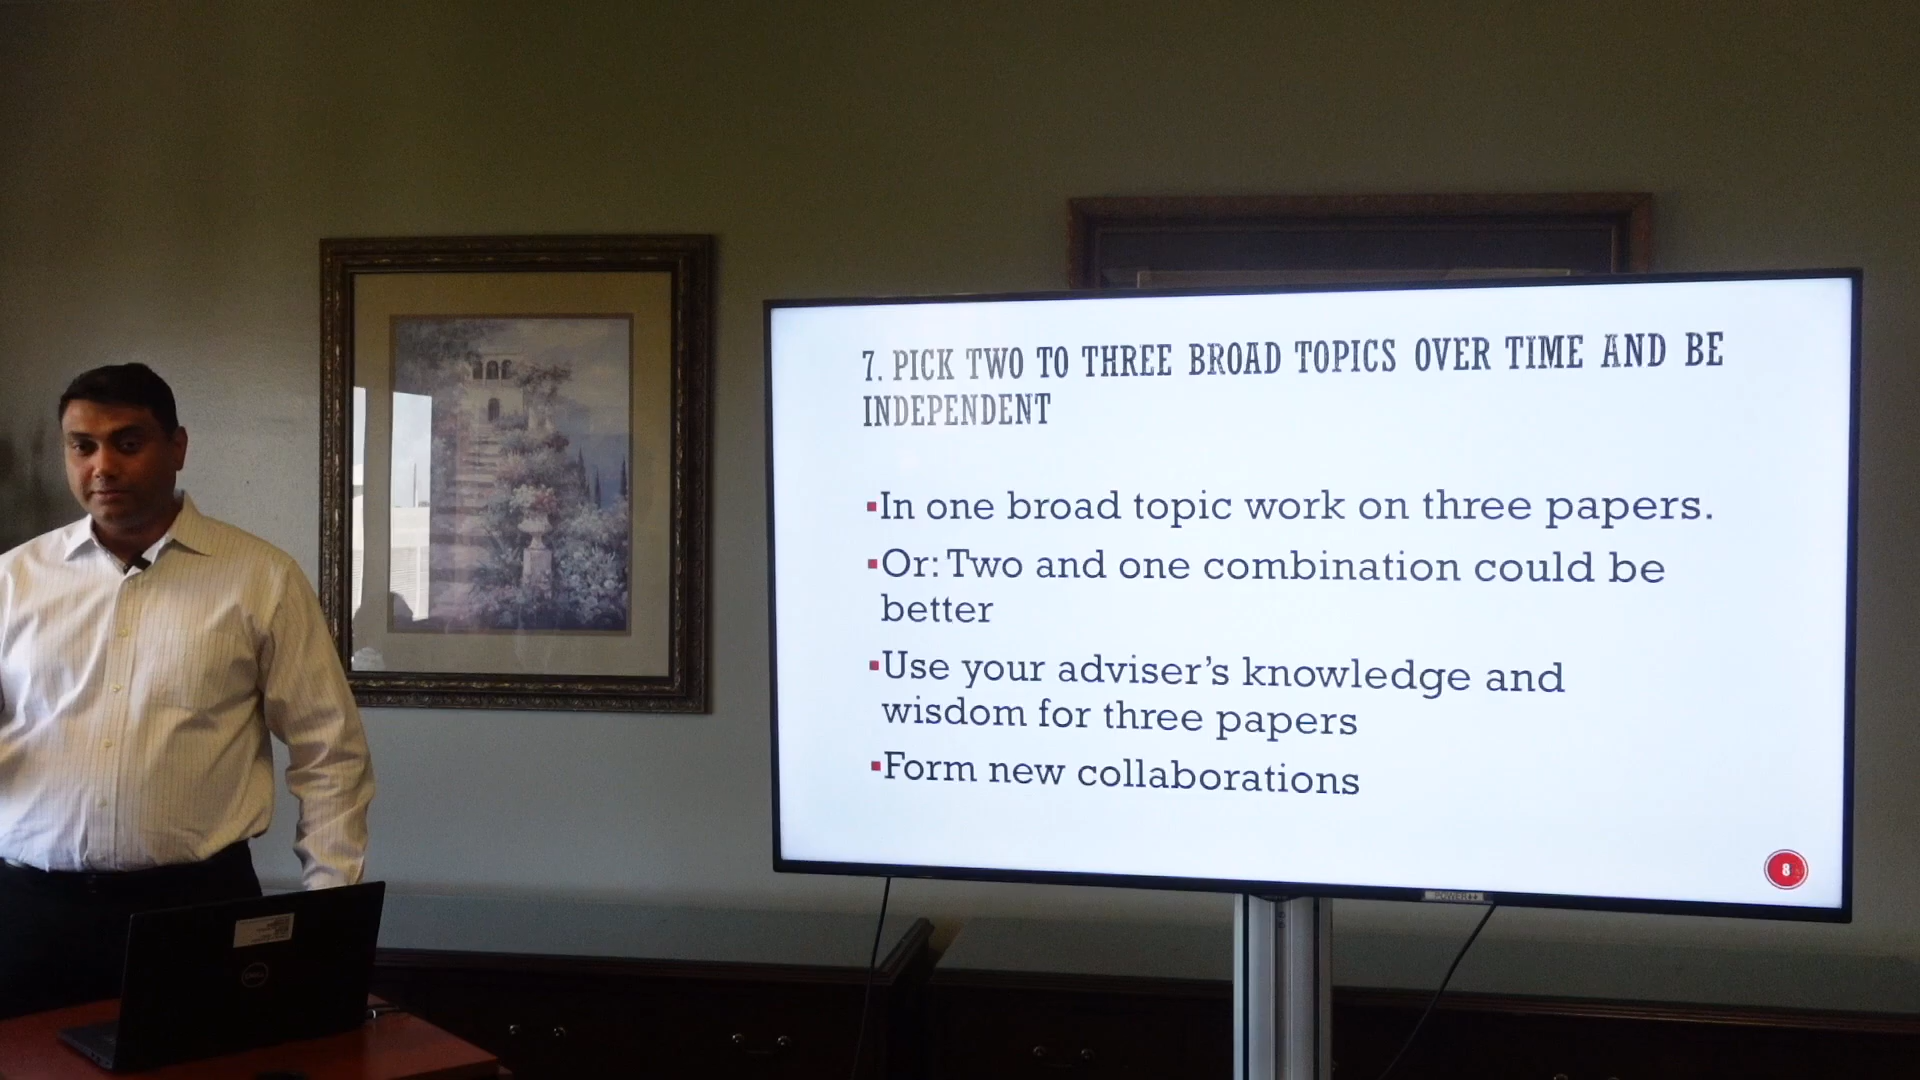 7. PICK TWO TO THREE BROAD TOPICS OVER TIME AND BE
INDEPENDENT
▪In one broad topic work on three papers.
▪Or: Two and one combination could be
better
▪Use your adviser's knowledge and
wisdom for three papers
▪Form new collaborations
8
POWER++
DELL